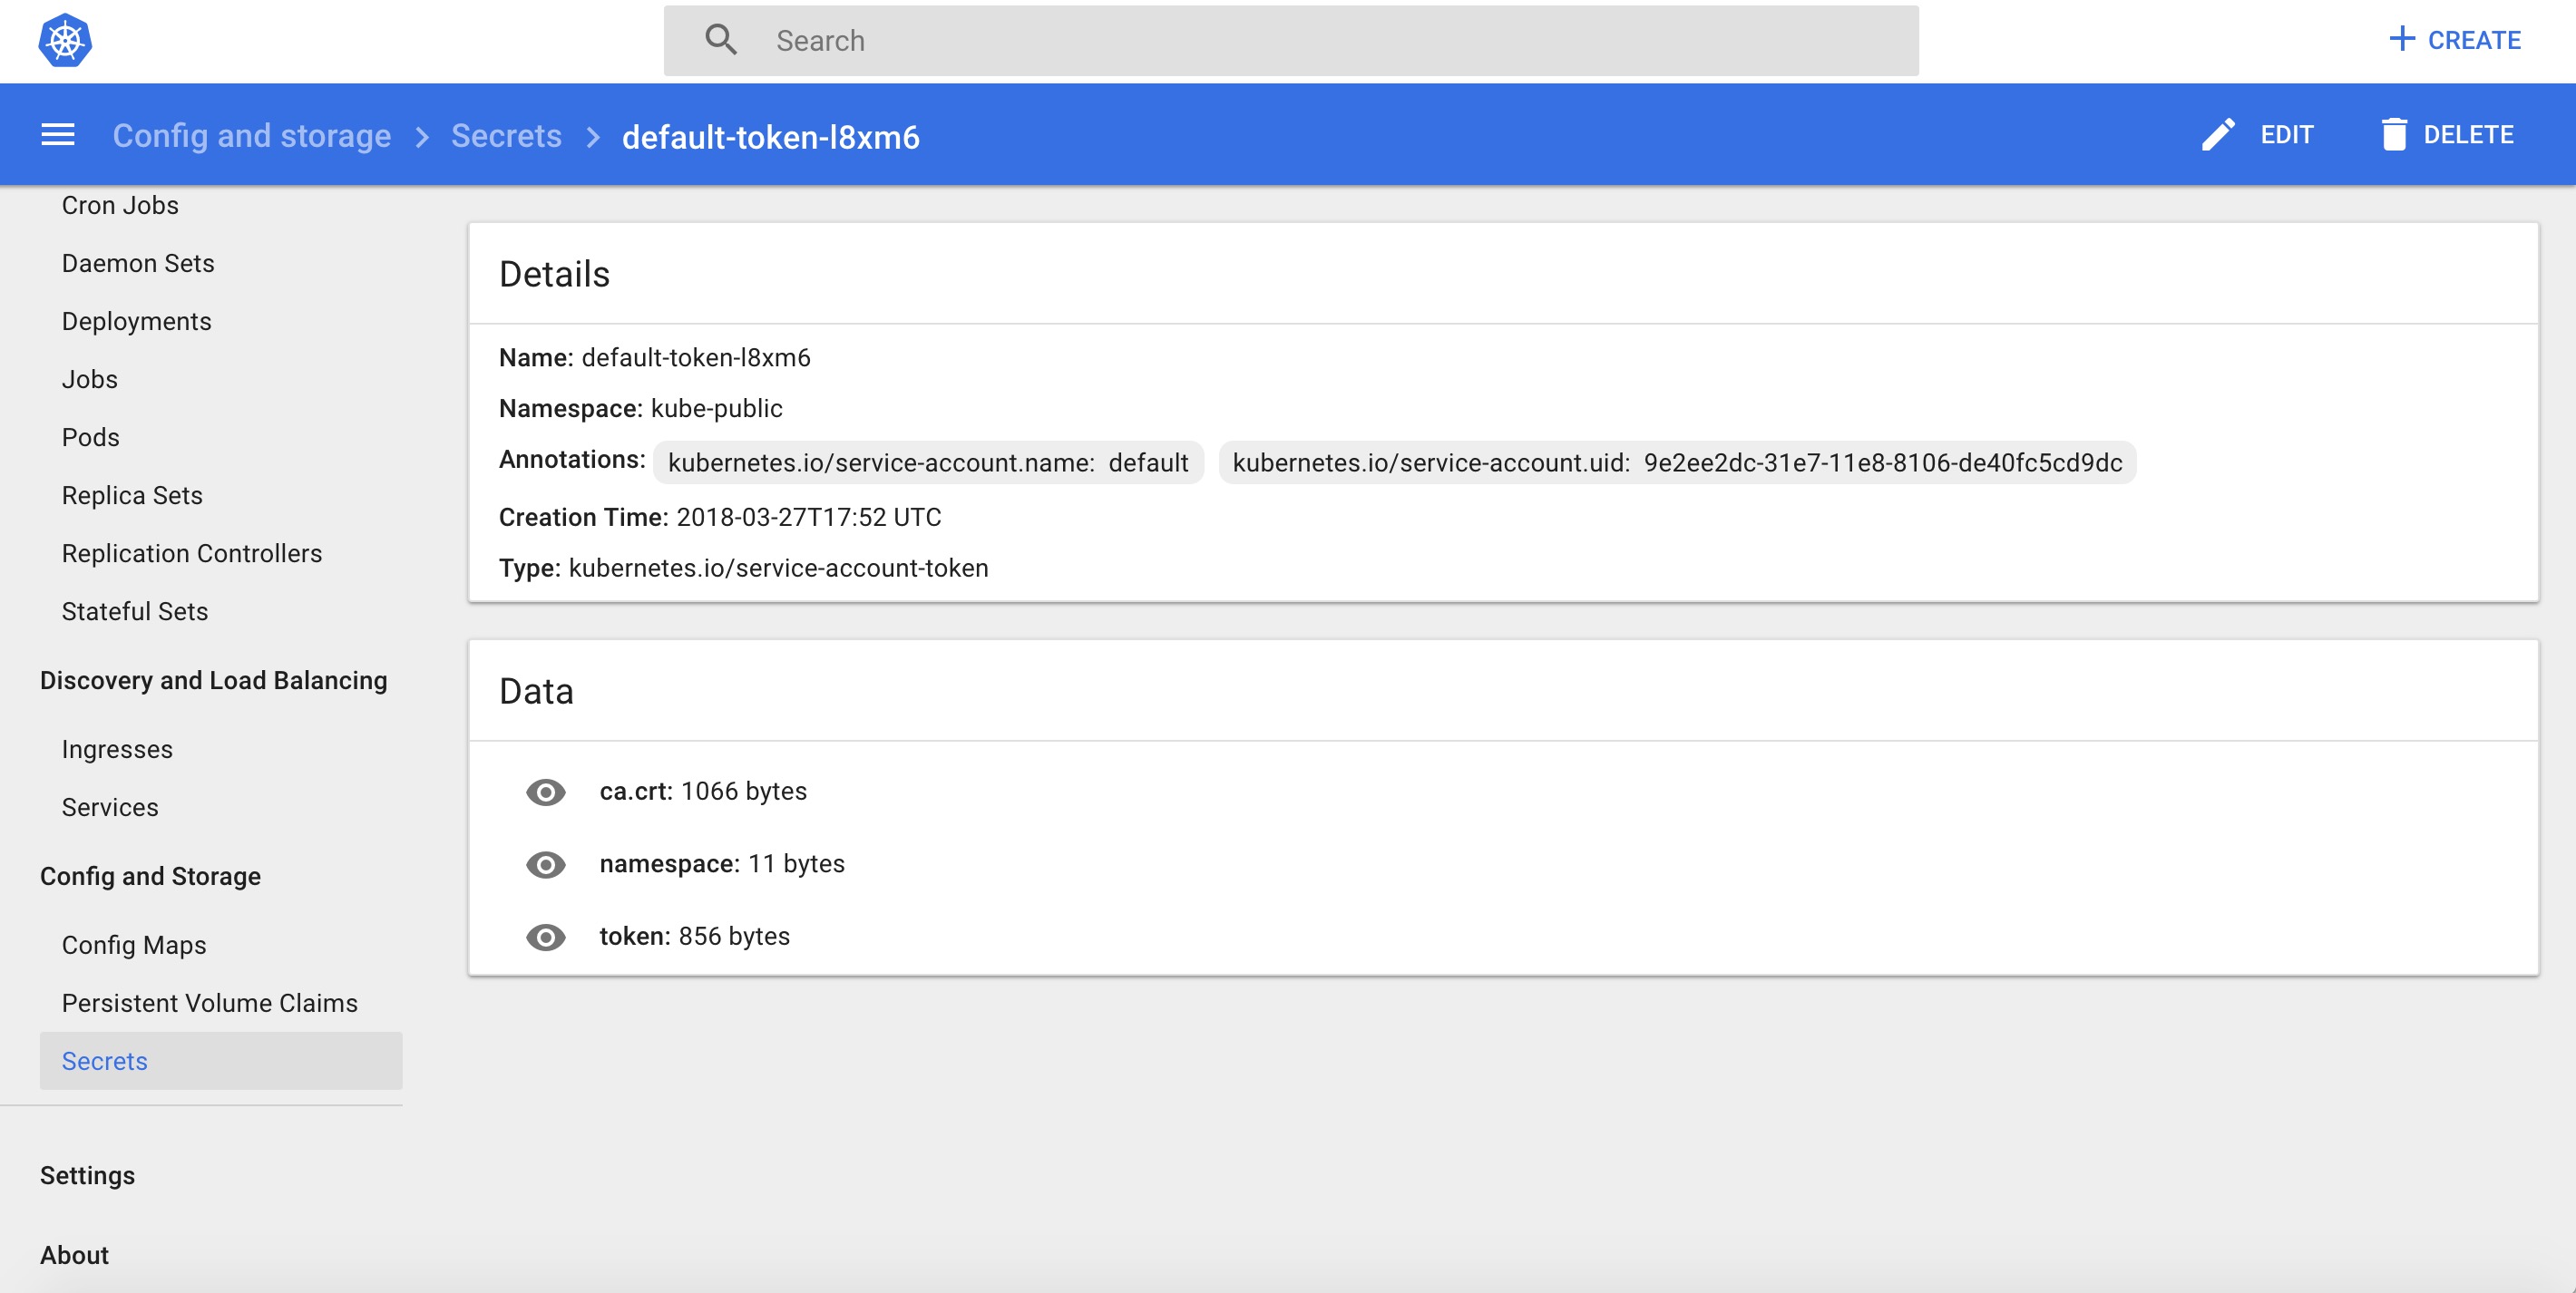 Search
CREATE
Config and storage > Secrets > default-token-l8xm6
EDIT
DELETE
Cron Jobs
Daemon Sets
Deployments
Jobs
Pods
Replica Sets
Replication Controllers
Stateful Sets
Discovery and Load Balancing
Ingresses
Services
Config and Storage
Config Maps
Persistent Volume Claims
Secrets
Settings
About
Details
Name: default-token-l8xm6
Namespace: kube-public
Annotations: kubernetes.io/service-account.name: default kubernetes.io/service-account.uid: 9e2ee2dc-31e7-11e8-8106-de40fc5cd9dc
Creation Time: 2018-03-27T17:52 UTC
Type: kubernetes.io/service-account-token
Data
ca.crt: 1066 bytes
namespace: 11 bytes
token: 856 bytes